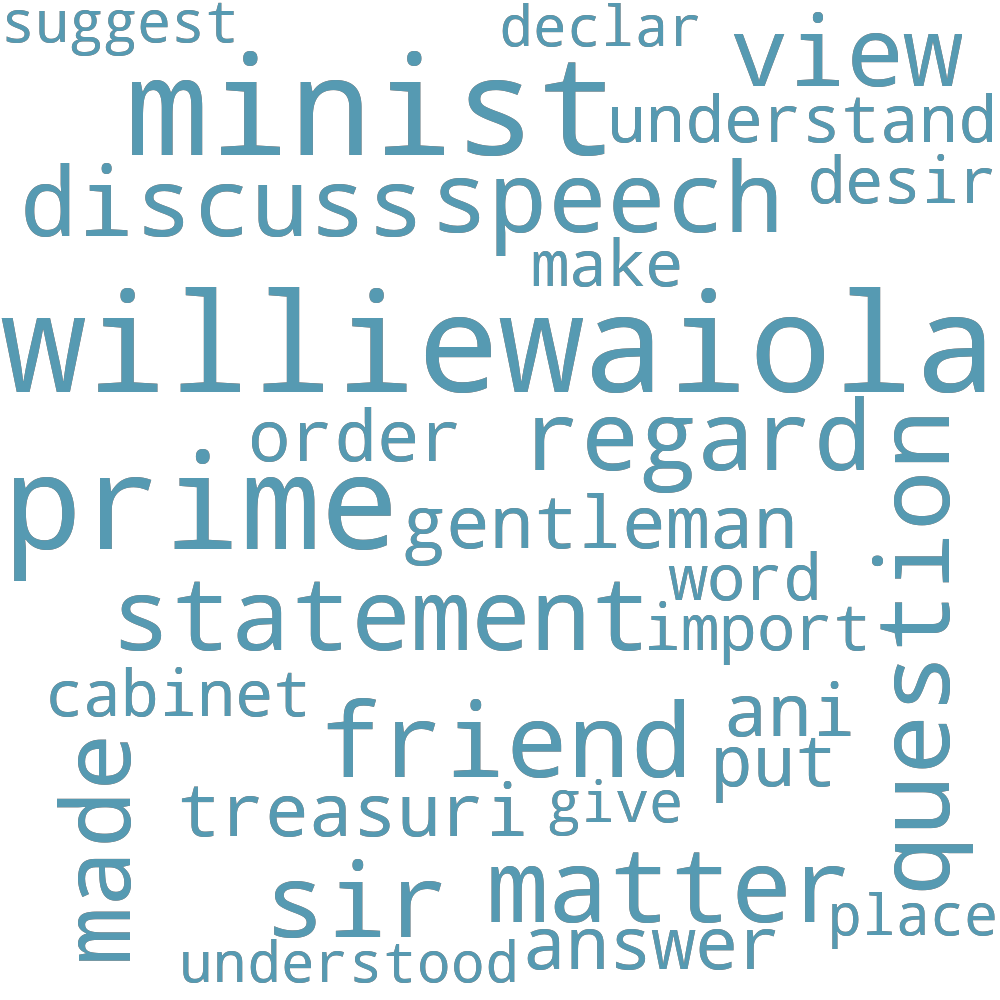 suggest declar
view
minist
understand
discuss speech desir
make
williewaiola
order regard
question
prime
gentleman
word
statement import
cabinet
friend ani
put
made
treasuri give
sir matter
place
answer
understood